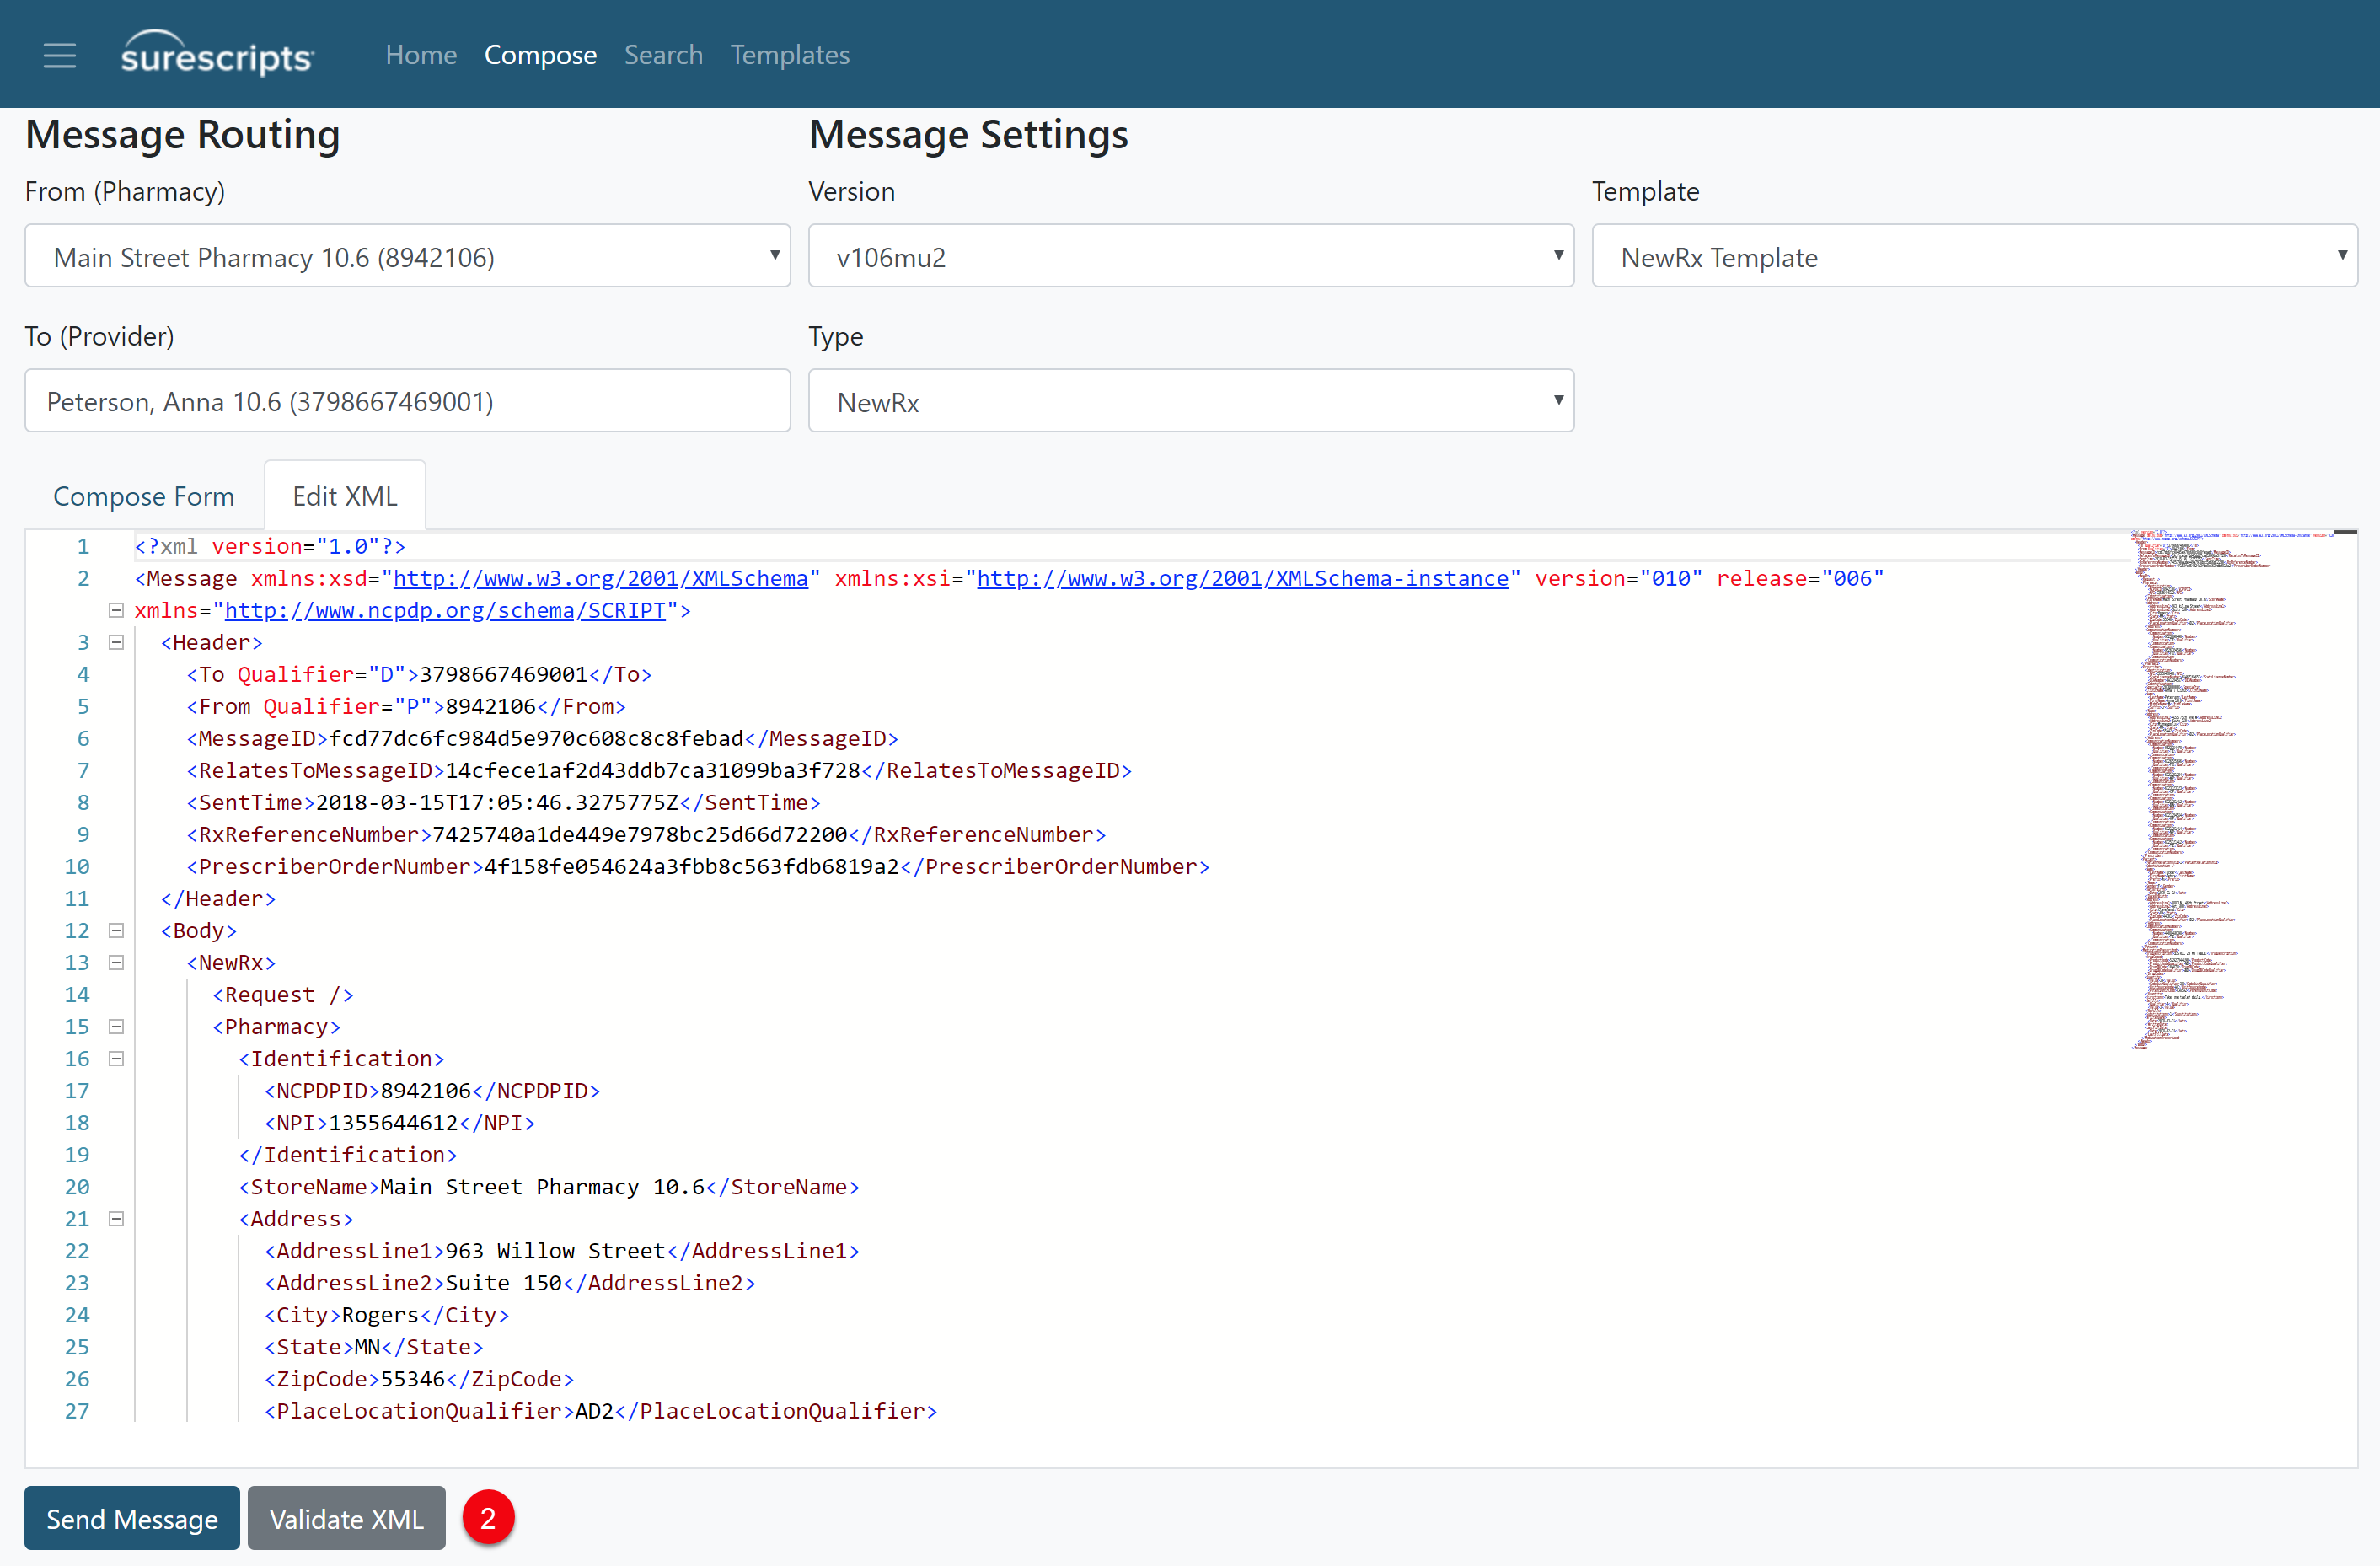 surescripts
Home Compose Search Templates
Message Routing
Message Settings
From (Pharmacy)
Version
Template
Main Street Pharmacy 10.6 (8942106)
v106mu2
NewRx Template
To (Provider)
Type
Peterson, Anna 10.6 (3798667469001)
NewRx
Compose Form
Edit XML
1 <?xml version="1.0"?>
2 <Message xmlns:xsd="http://www.w3.org/2001/XMLSchema" xmlns:xsi="http://www.w3.org/2001/XMLSchema-instance" version="010" release="006"
xmlns="http://www.ncpdp.org/schema/SCRIPT">
3 <Header>
4 <To Qualifier="D">3798667469001</To>
5 <From Qualifier="P">8942106</From>
6 <MessageID>fcd77dc6fc984d5e970c608c8c8febad</MessageID>
7 <RelatesToMessageID>14cfece1af2d43ddb7ca31099ba3f728</RelatesToMessageID>
8 <SentTime>2018-03-15T17:05:46.3275775Z</SentTime>
9 <RxReferenceNumber>7425740a1de449e7978bc25d66d72200</RxReferenceNumber>
10 <PrescriberOrderNumber>4f158fe054624a3fbb8c563fdb6819a2</PrescriberOrderNumber>
11 </Header>
12 <Body>
13 <NewRx>
14 <Request />
15 <Pharmacy>
16 <Identification>
17 <NCPDPID>8942106</NCPDPID>
18 <NPI>1355644612</NPI>
19 </Identification>
20 <StoreName>Main Street Pharmacy 10.6</StoreName>
21 <Address>
22 <AddressLine1>963 Willow Street</AddressLine1>
23 <AddressLine2>Suite 150</AddressLine2>
24 <City>Rogers</City>
25 <State>MN</State>
26 <ZipCode>55346</ZipCode>
27 <PlaceLocationQualifier>AD2</PlaceLocationQualifier>
Send Message
Validate XML
2